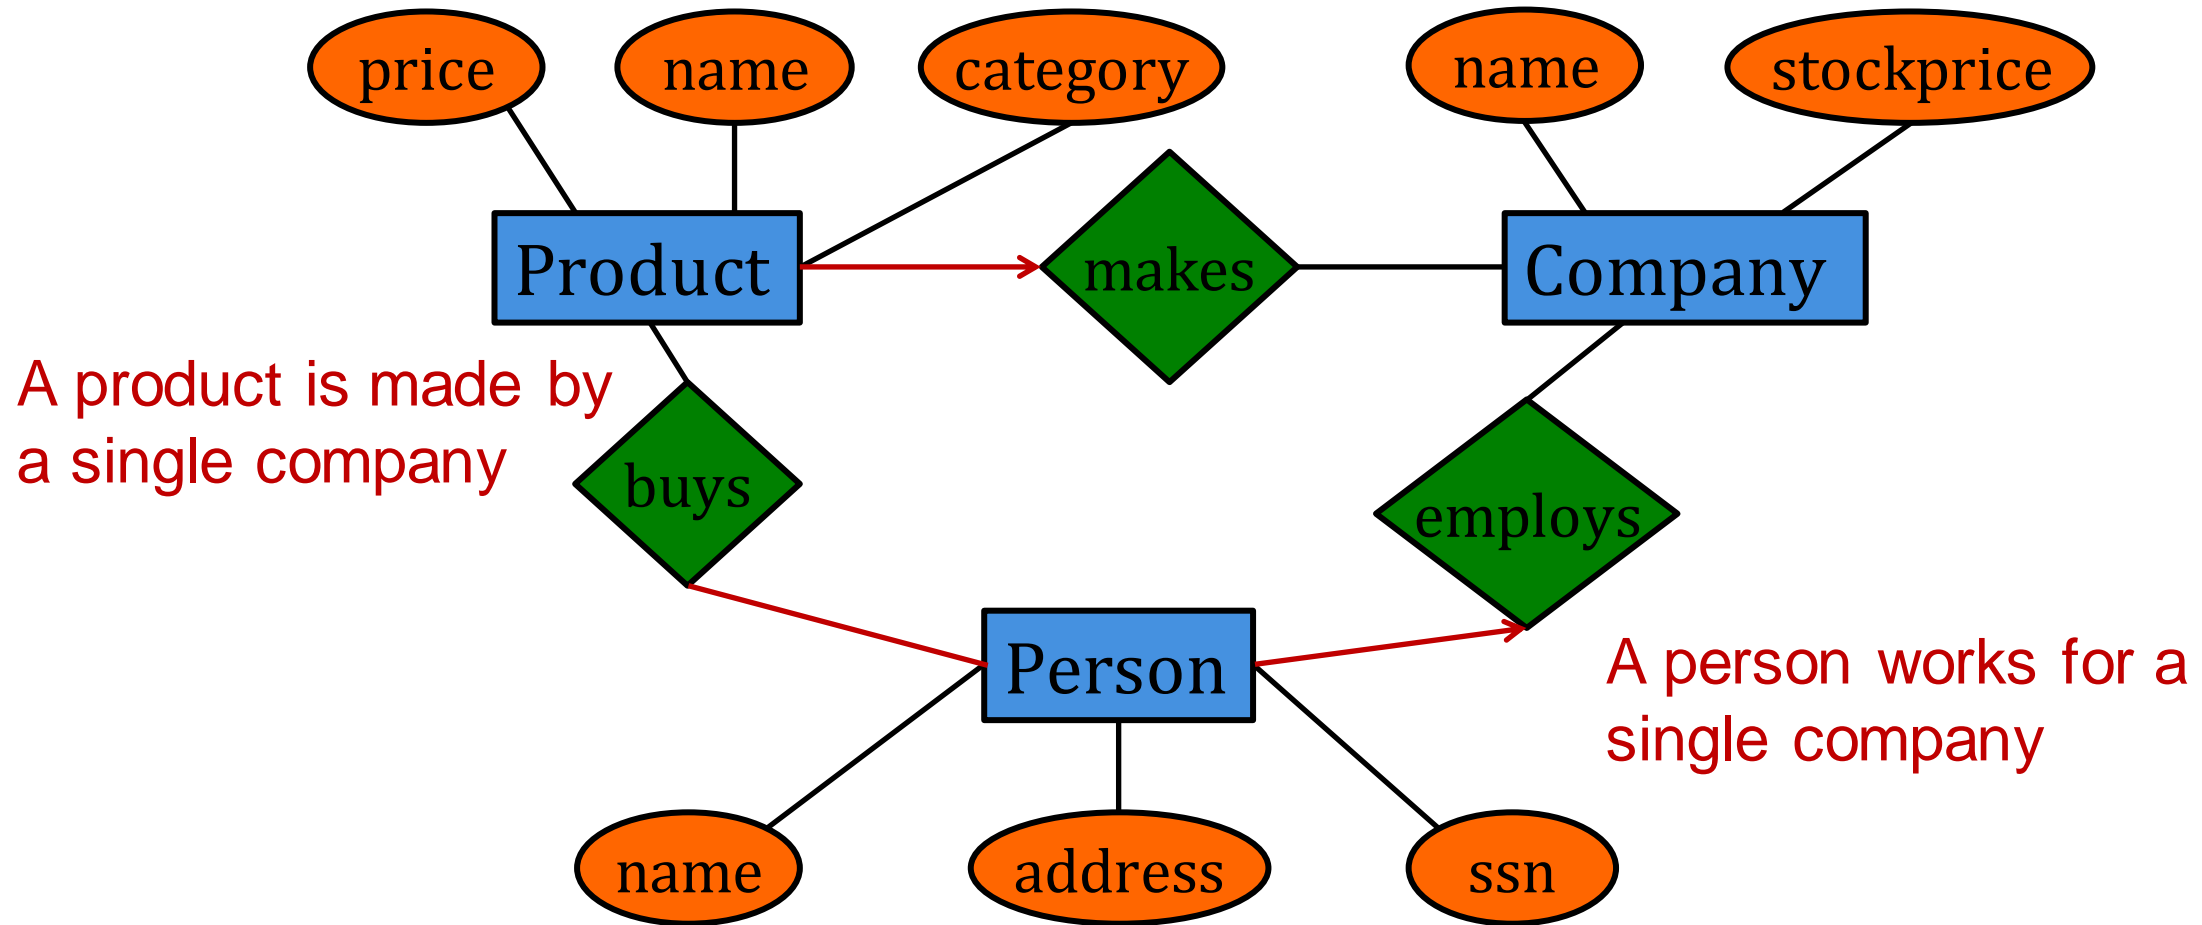 price
name
category
name
stockprice
Product
makes
Company
A product is made by
a single company
buys
employs
Person
A person works for a
single company
name
address
ssn